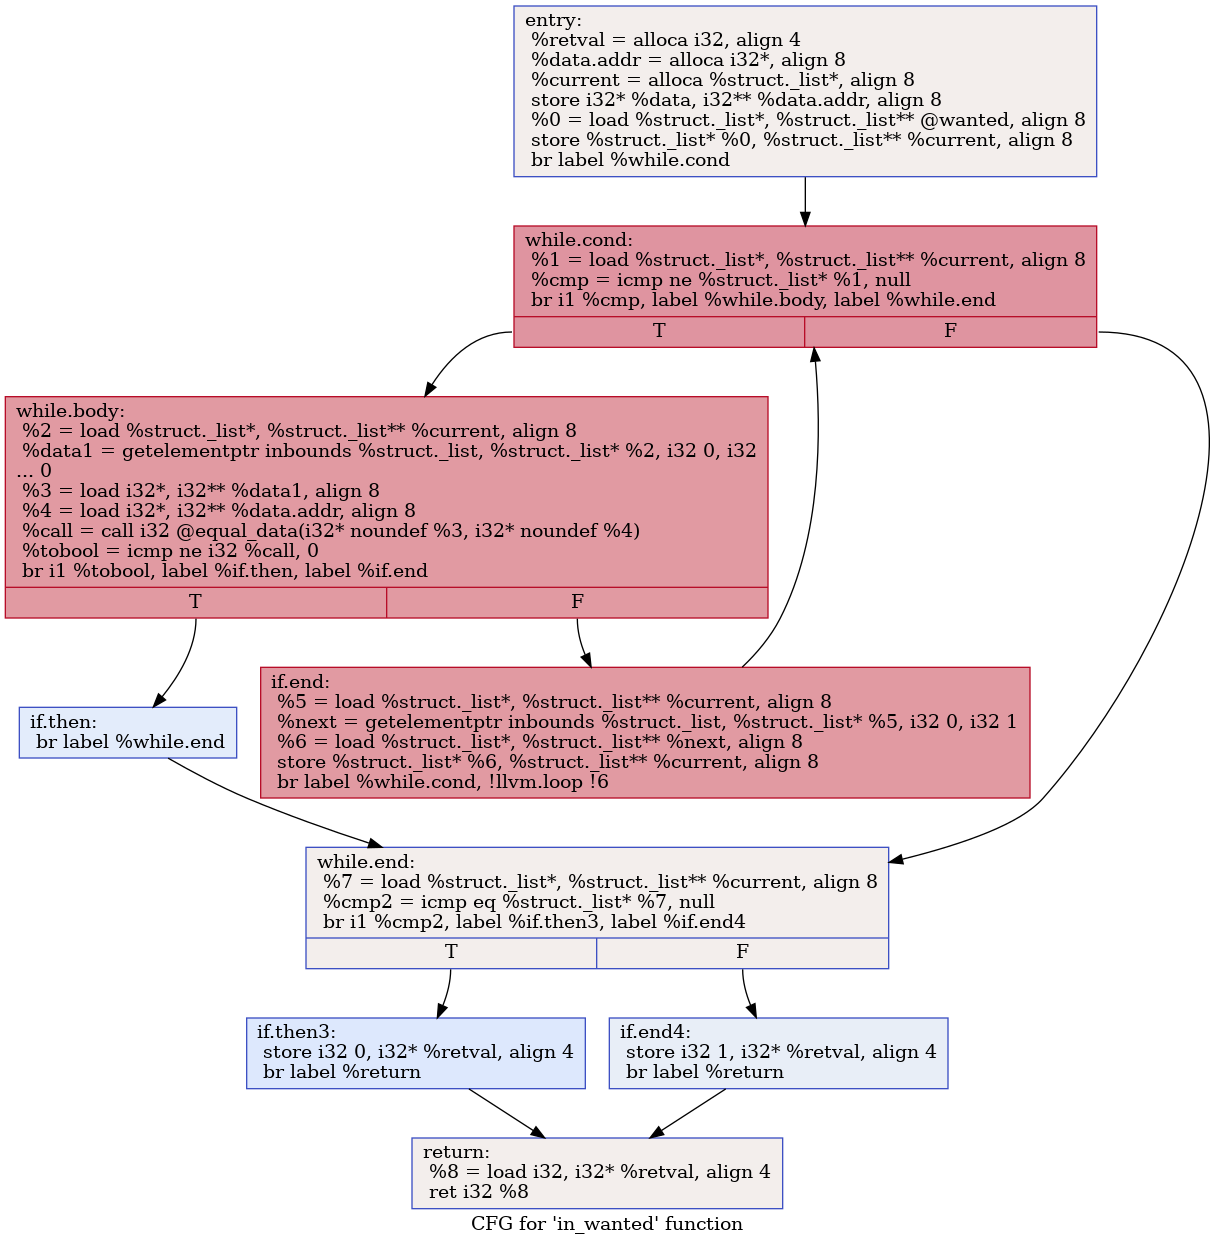 entry:
%retval = alloca i32, align 4
%data.addr = alloca i32*, align 8
%current = alloca %struct._list*, align 8
store i32* %data, i32** %data.addr, align 8
%0 = load %struct._list*, %struct._list** @wanted, align 8
store %struct._list* %0, %struct._list** %current, align 8
br label %while.cond
while.cond:
%1 = load %struct._list*, %struct._list** %current, align 8
%cmp = icmp ne %struct._list* %1, null
br i1 %cmp, label %while.body, label %while.end
T F
while.body:
%2 = load %struct._list*, %struct._list** %current, align 8
%data1 = getelementptr inbounds %struct._list, %struct._list* %2, i32 0, i32
... 0
%3 = load i32*, i32** %data1, align 8
%4 = load i32*, i32** %data.addr, align 8
%call = call i32 @equal_data(i32* noundef %3, i32* noundef %4)
%tobool = icmp ne i32 %call, 0
br i1 %tobool, label %if.then, label %if.end
T F
if.then:
br label %while.end
if.end:
%5 = load %struct._list*, %struct._list** %current, align 8
%next = getelementptr inbounds %struct._list, %struct._list* %5, i32 0, i32 1
%6 = load %struct._list*, %struct._list** %next, align 8
store %struct._list* %6, %struct._list** %current, align 8
br label %while.cond, !llvm.loop !6
while.end:
%7 = load %struct._list*, %struct._list** %current, align 8
%cmp2 = icmp eq %struct._list* %7, null
br i1 %cmp2, label %if.then3, label %if.end4
T F
if.then3:
store i32 0, i32* %retval, align 4
br label %return
if.end4:
store i32 1, i32* %retval, align 4
br label %return
return:
%8 = load i32, i32* %retval, align 4
ret i32 %8
CFG for 'in_wanted' function